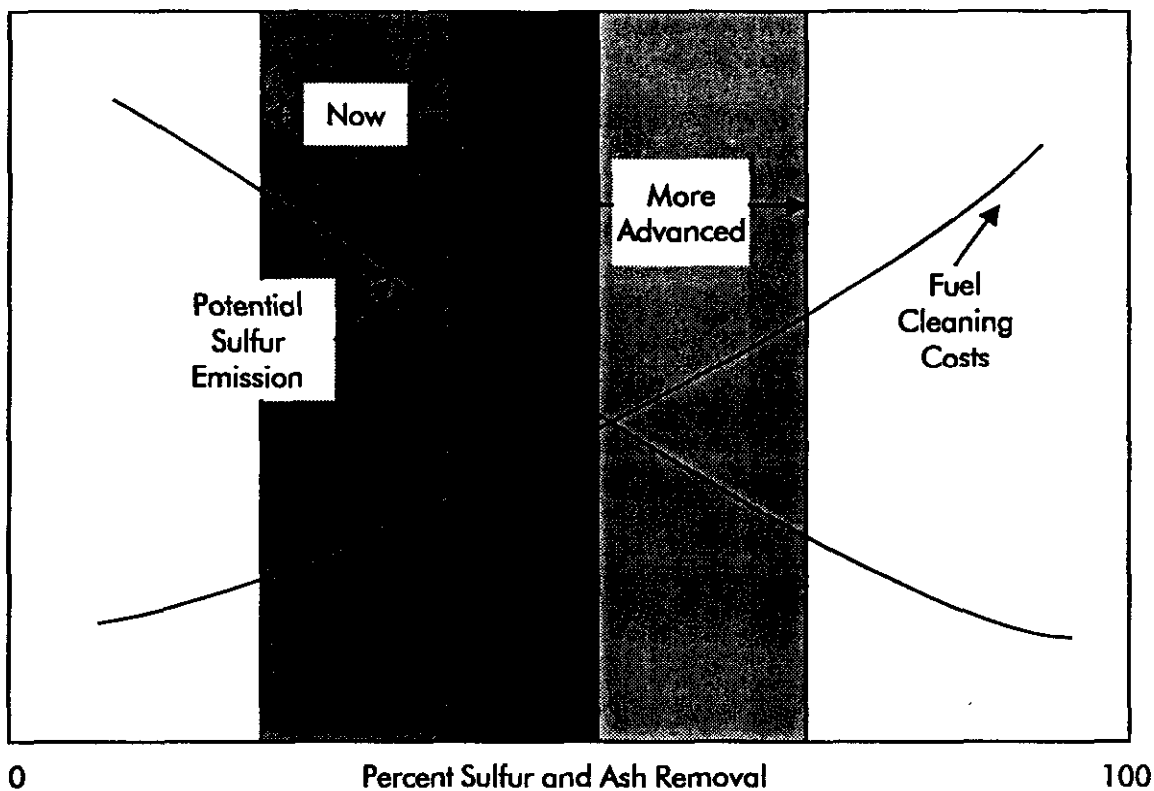 Now
More
Advanced
Potential
Sulfur
Emission
Fuel
Cleaning
Costs
0
Percent Sulfur and Ash Removal
100